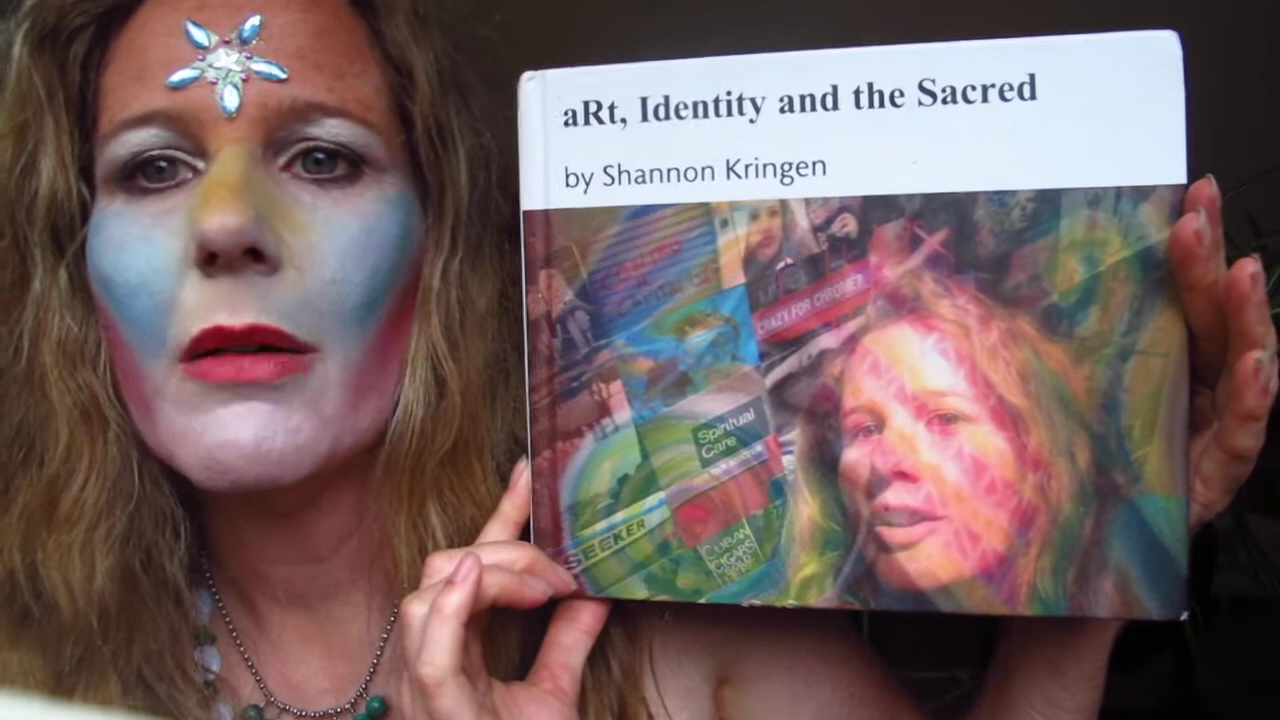 aRt, Identity and the Sacred
by Shannon Kringen
CRAZY FOR CHROME?
Spiritual
Care
SEEKER
CUBAN
CIGARS